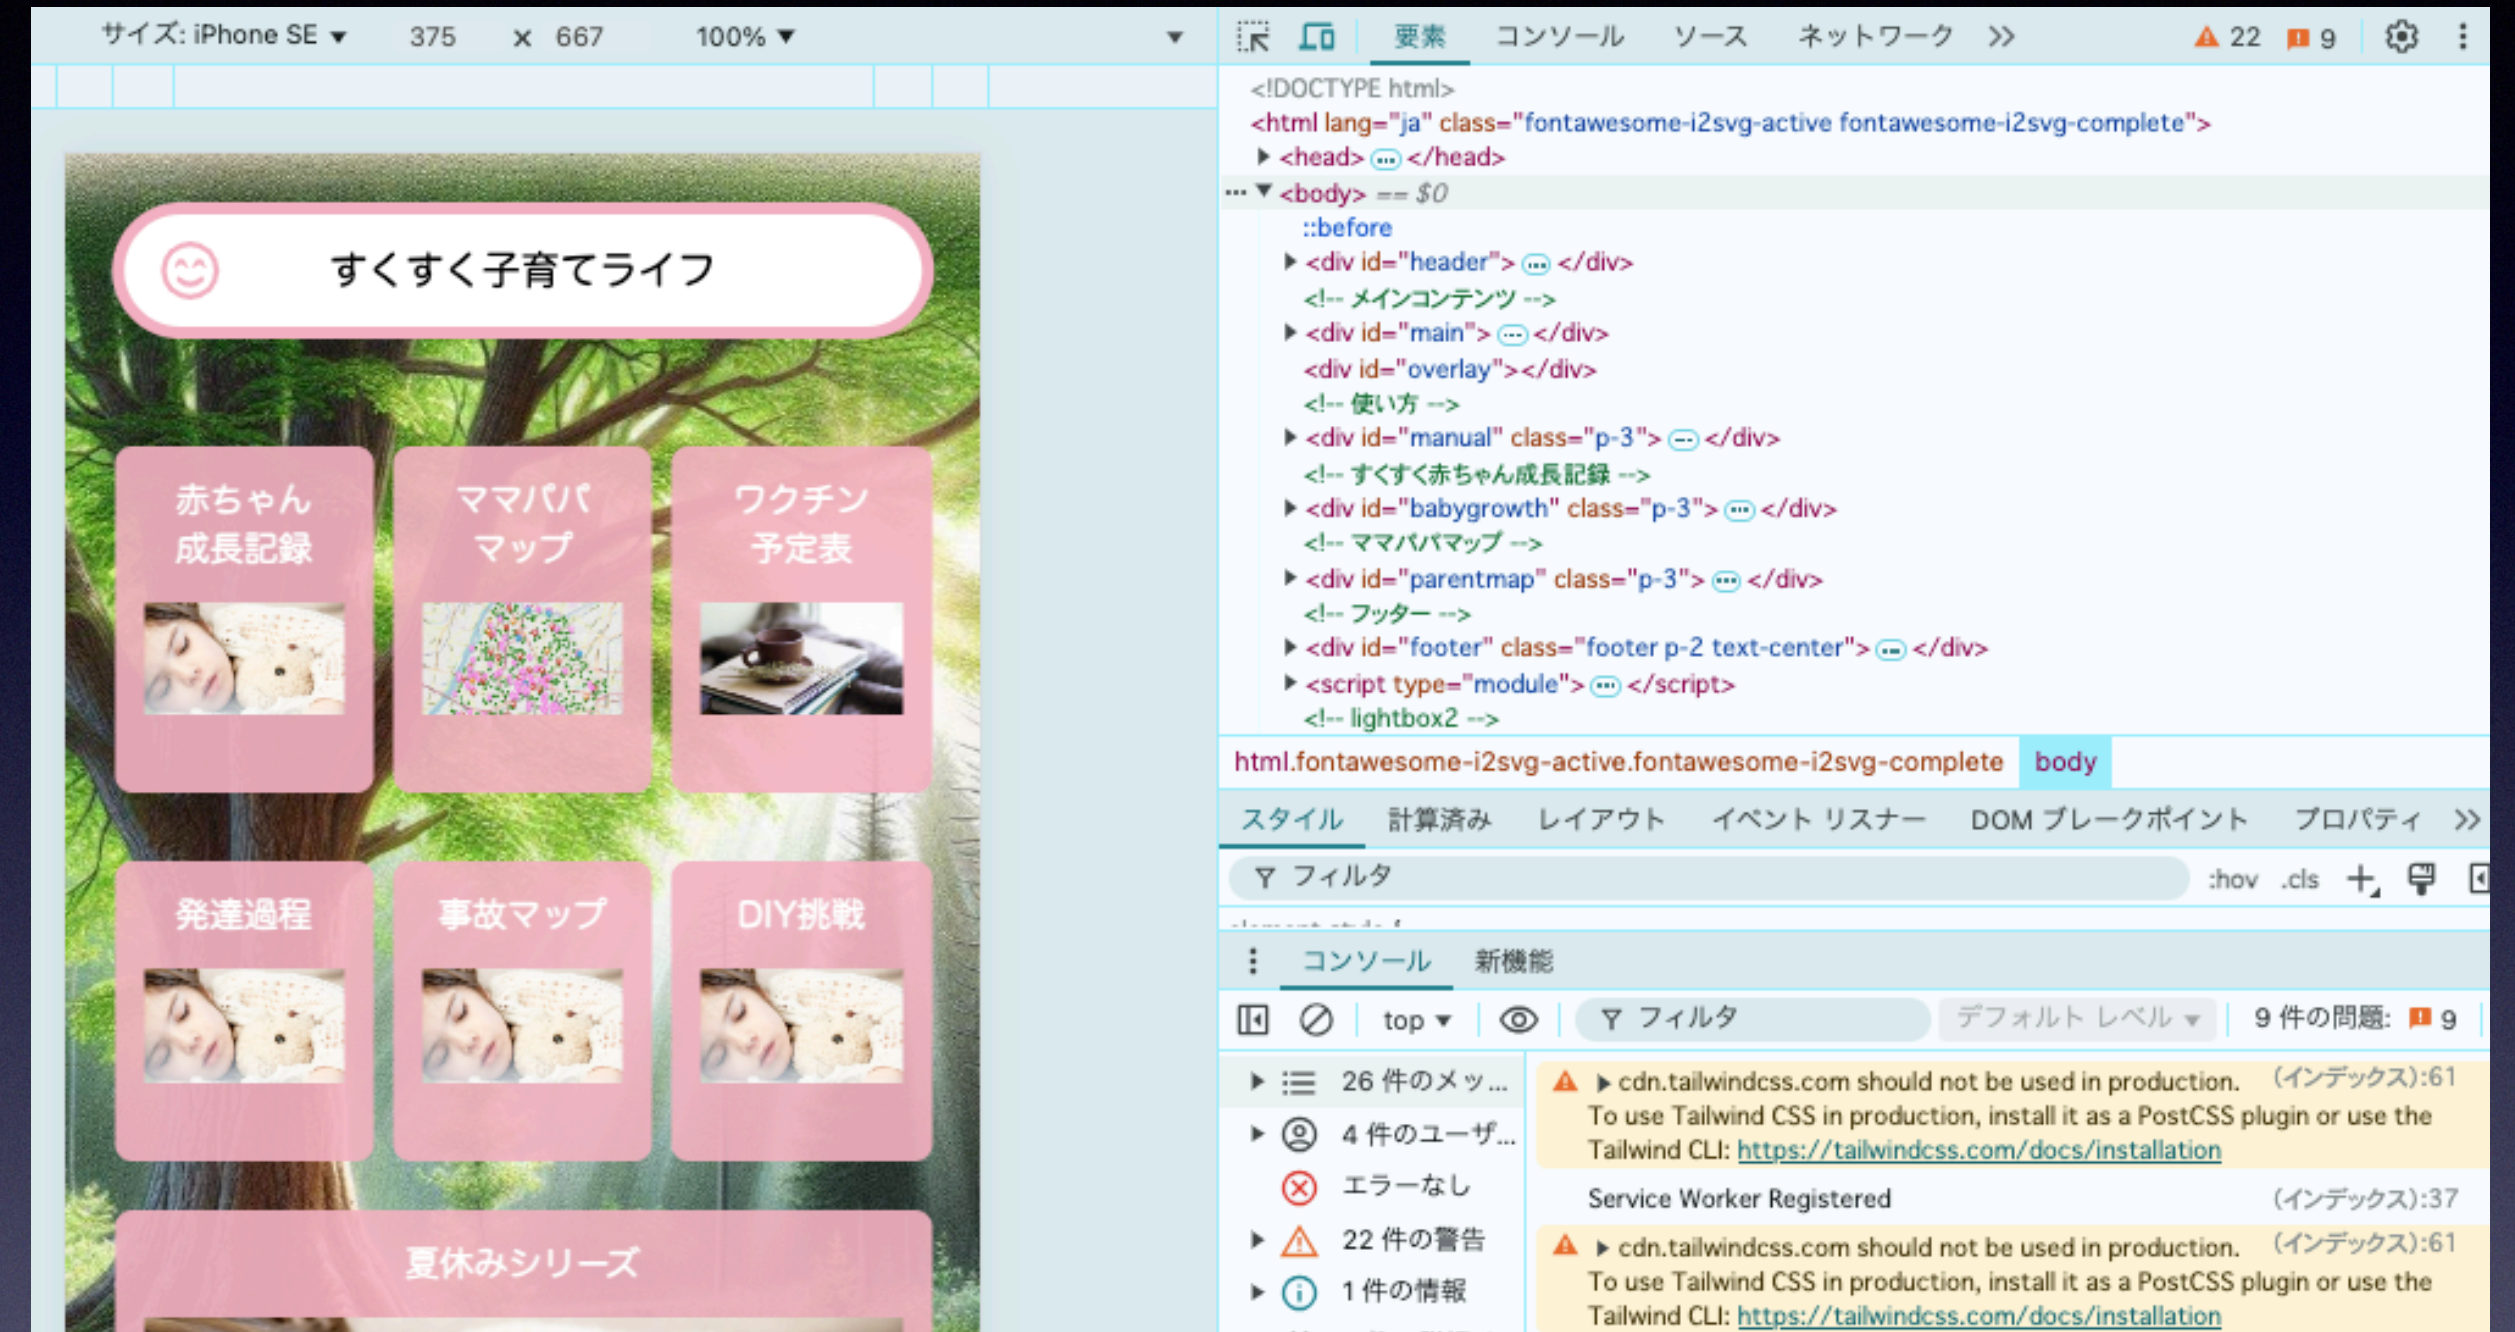 サイズ: iPhone SE ▼ 375 × 667 100% ▼
すくすく子育てライフ
赤ちゃん
成長記録
ママパパ
マップ
ワクチン
予定表
発達過程
事故マップ
DIY挑戦
夏休みシリーズ
要素 コンソール ソース ネットワーク 22 9
<!DOCTYPE html>
<html lang="ja" class="fontawesome-i2svg-active fontawesome-i2svg-complete">
<head> ... </head>
... <body> == $0
::before
<div id="header"> ... </div>
<!-- メインコンテンツ -->
<div id="main"> ... </div>
<div id="overlay"></div>
<!-- 使い方 -->
<div id="manual" class="p-3"> ... </div>
<!-- すくすく赤ちゃん成長記録 -->
<div id="babygrowth" class="p-3"> ... </div>
<!-- ママパパマップ -->
<div id="parentmap" class="p-3"> ... </div>
<!-- フッター -->
<div id="footer" class="footer p-2 text-center"> ... </div>
<script type="module"> ... </script>
<!-- lightbox2 -->
html.fontawesome-i2svg-active.fontawesome-i2svg-complete body
スタイル 計算済み レイアウト イベント リスナー DOM ブレークポイント プロパティ
フィルタ :hov .cls
コンソール 新機能
top ▼ フィルタ デフォルト レベル ▼ 9 件の問題: 9
26 件のメッ...
4 件のユーザ...
エラーなし
22 件の警告
1 件の情報
cdn.tailwindcss.com should not be used in production. (インデックス):61
To use Tailwind CSS in production, install it as a PostCSS plugin or use the
Tailwind CLI: https://tailwindcss.com/docs/installation
Service Worker Registered (インデックス):37
cdn.tailwindcss.com should not be used in production. (インデックス):61
To use Tailwind CSS in production, install it as a PostCSS plugin or use the
Tailwind CLI: https://tailwindcss.com/docs/installation